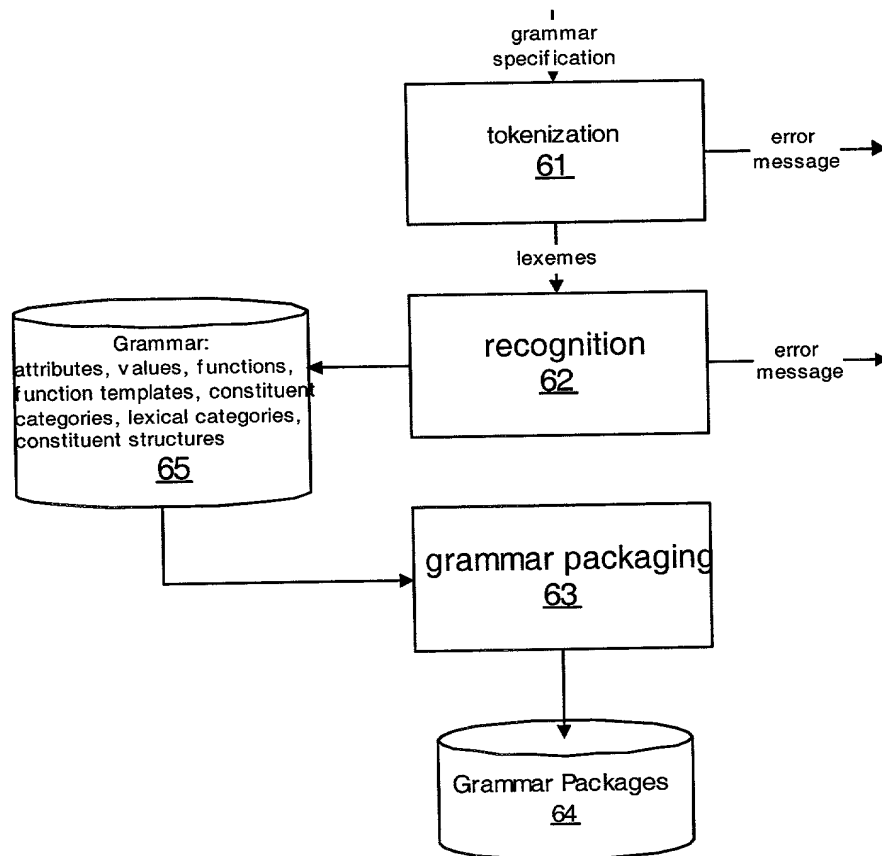 grammar
specification
tokenization
61
error
message
lexemes
recognition
62
error
message
Grammar:
attributes, values, functions,
function templates, constituent
categories, lexical categories,
constituent structures
65
grammar packaging
63
Grammar Packages
64